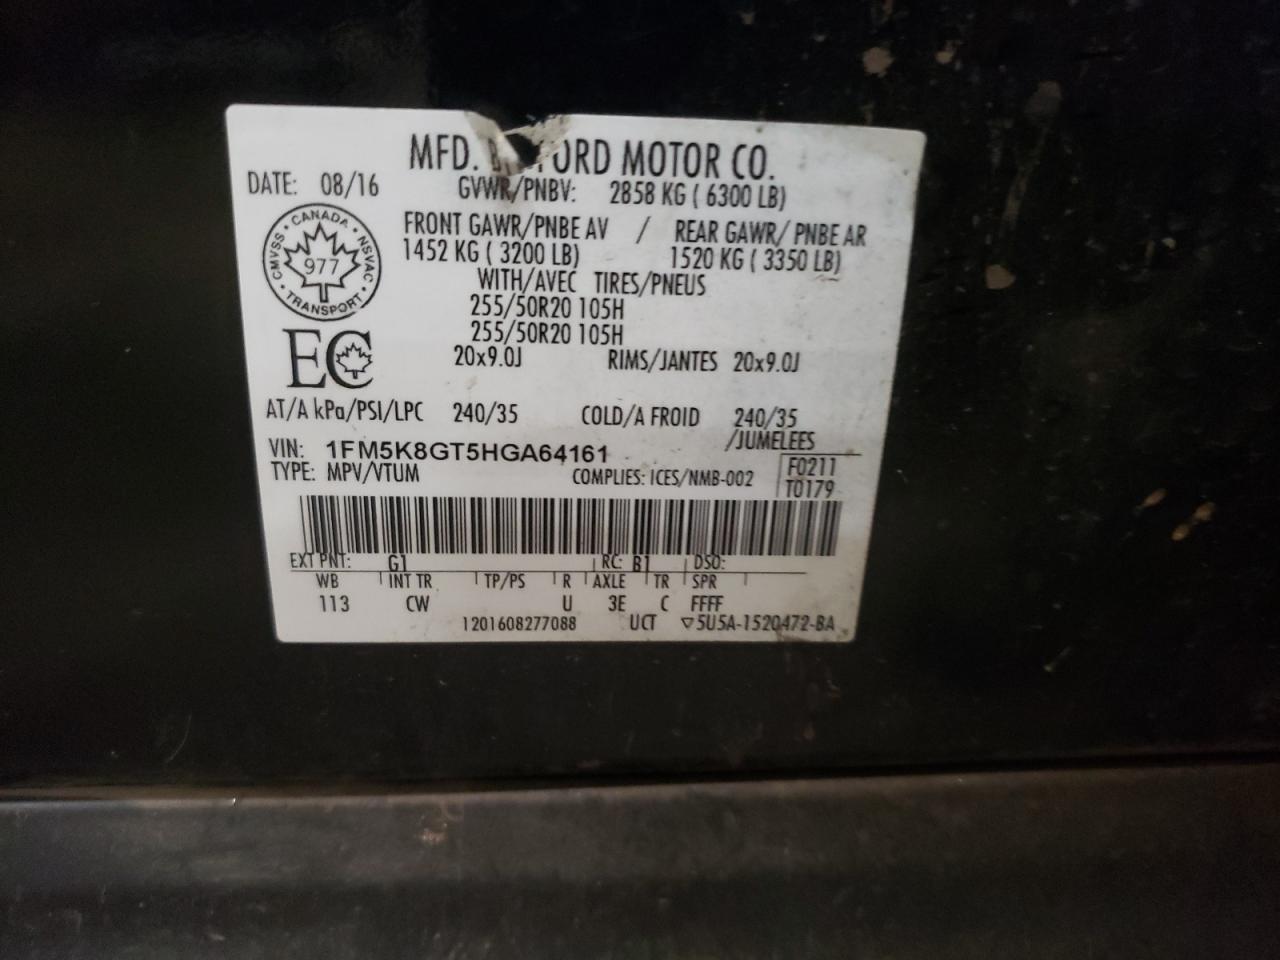 MFD. FORD MOTOR CO.
DATE: 08/16 GVWR/PNBV: 2858 KG ( 6300 LB)
FRONT GAWR/PNBE AV / REAR GAWR/ PNBE AR
1452 KG ( 3200 LB) 1520 KG ( 3350 LB)
WITH/AVEC TIRES/PNEUS
255/50R20 105H
255/50R20 105H
20x9.0J RIMS/JANTES 20x9.0J
CANADA
CMVSS NSVAC
977
TRANSPORT
EC
AT/A kPa/PSI/LPC 240/35 COLD/A FROID 240/35
/JUMELEES
VIN: 1FM5K8GT5HGA64161
TYPE: MPV/VTUM COMPLIES: ICES/NMB-002
F0211
T0179
EXT PNT: G1 RC: B1 DSO:
WB INT TR TP/PS R AXLE TR SPR
113 CW U 3E C FFFF
1201608277088 UCT ▽5U5A-1520472-BA